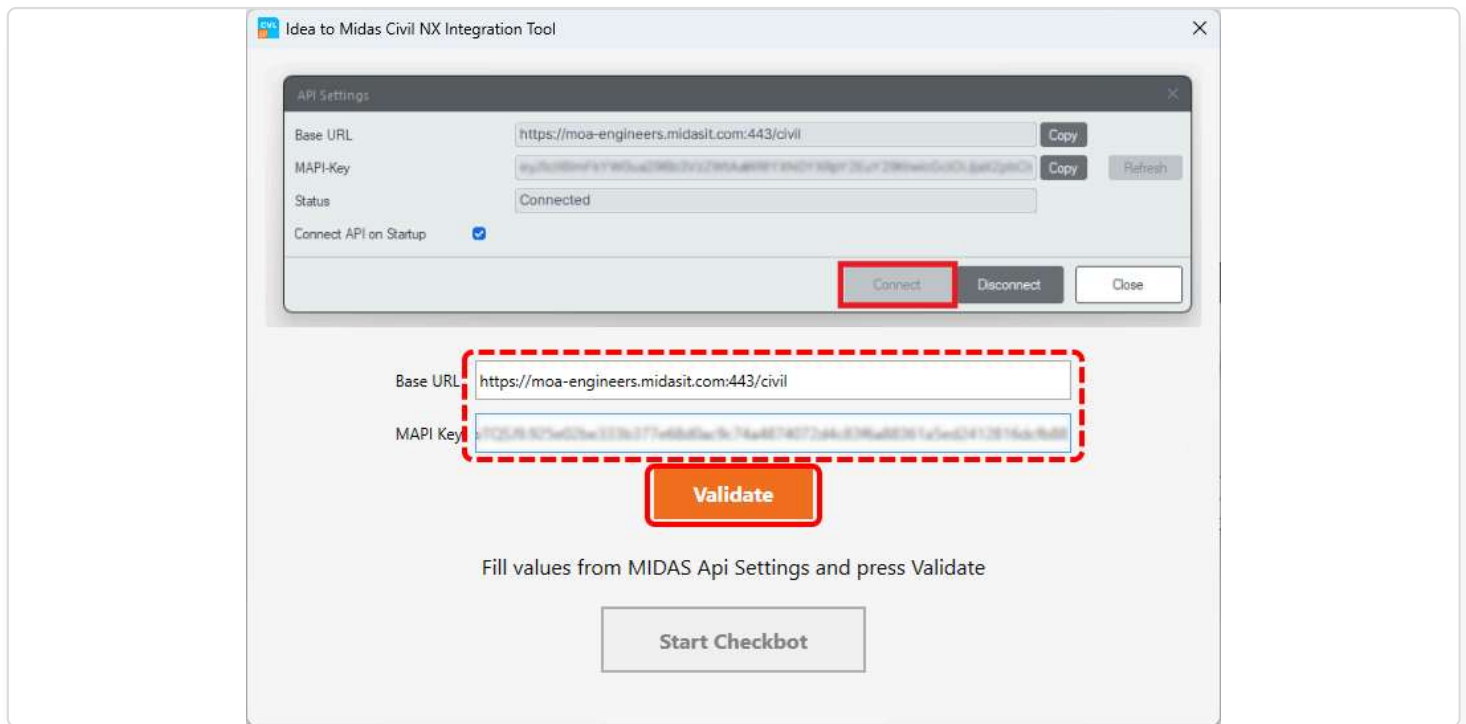 CVL Idea to Midas Civil NX Integration Tool
API Settings
Base URL https://moa-engineers.midasit.com:443/civil Copy
MAPI-Key Copy Refresh
Status Connected
Connect API on Startup
Connect Disconnect Close
Base URL https://moa-engineers.midasit.com:443/civil
MAPI Key
Validate
Fill values from MIDAS Api Settings and press Validate
Start Checkbot